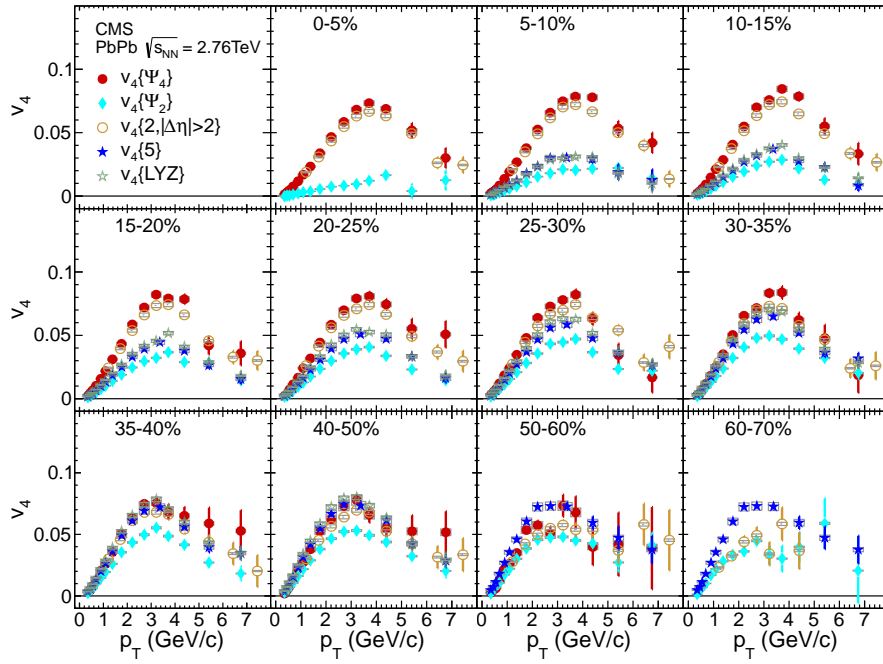 CMS
PbPb √s_NN = 2.76TeV
v₄{Ψ₄}
v₄{Ψ₂}
v₄{2,|Δη|>2}
v₄{5}
v₄{LYZ}
0-5%
5-10%
10-15%
v₄
0.1
0.05
0
15-20%
20-25%
25-30%
30-35%
v₄
0.1
0.05
0
35-40%
40-50%
50-60%
60-70%
v₄
0.1
0.05
0
0 1 2 3 4 5 6 7
0 1 2 3 4 5 6 7
0 1 2 3 4 5 6 7
0 1 2 3 4 5 6 7
p_T (GeV/c)
p_T (GeV/c)
p_T (GeV/c)
p_T (GeV/c)